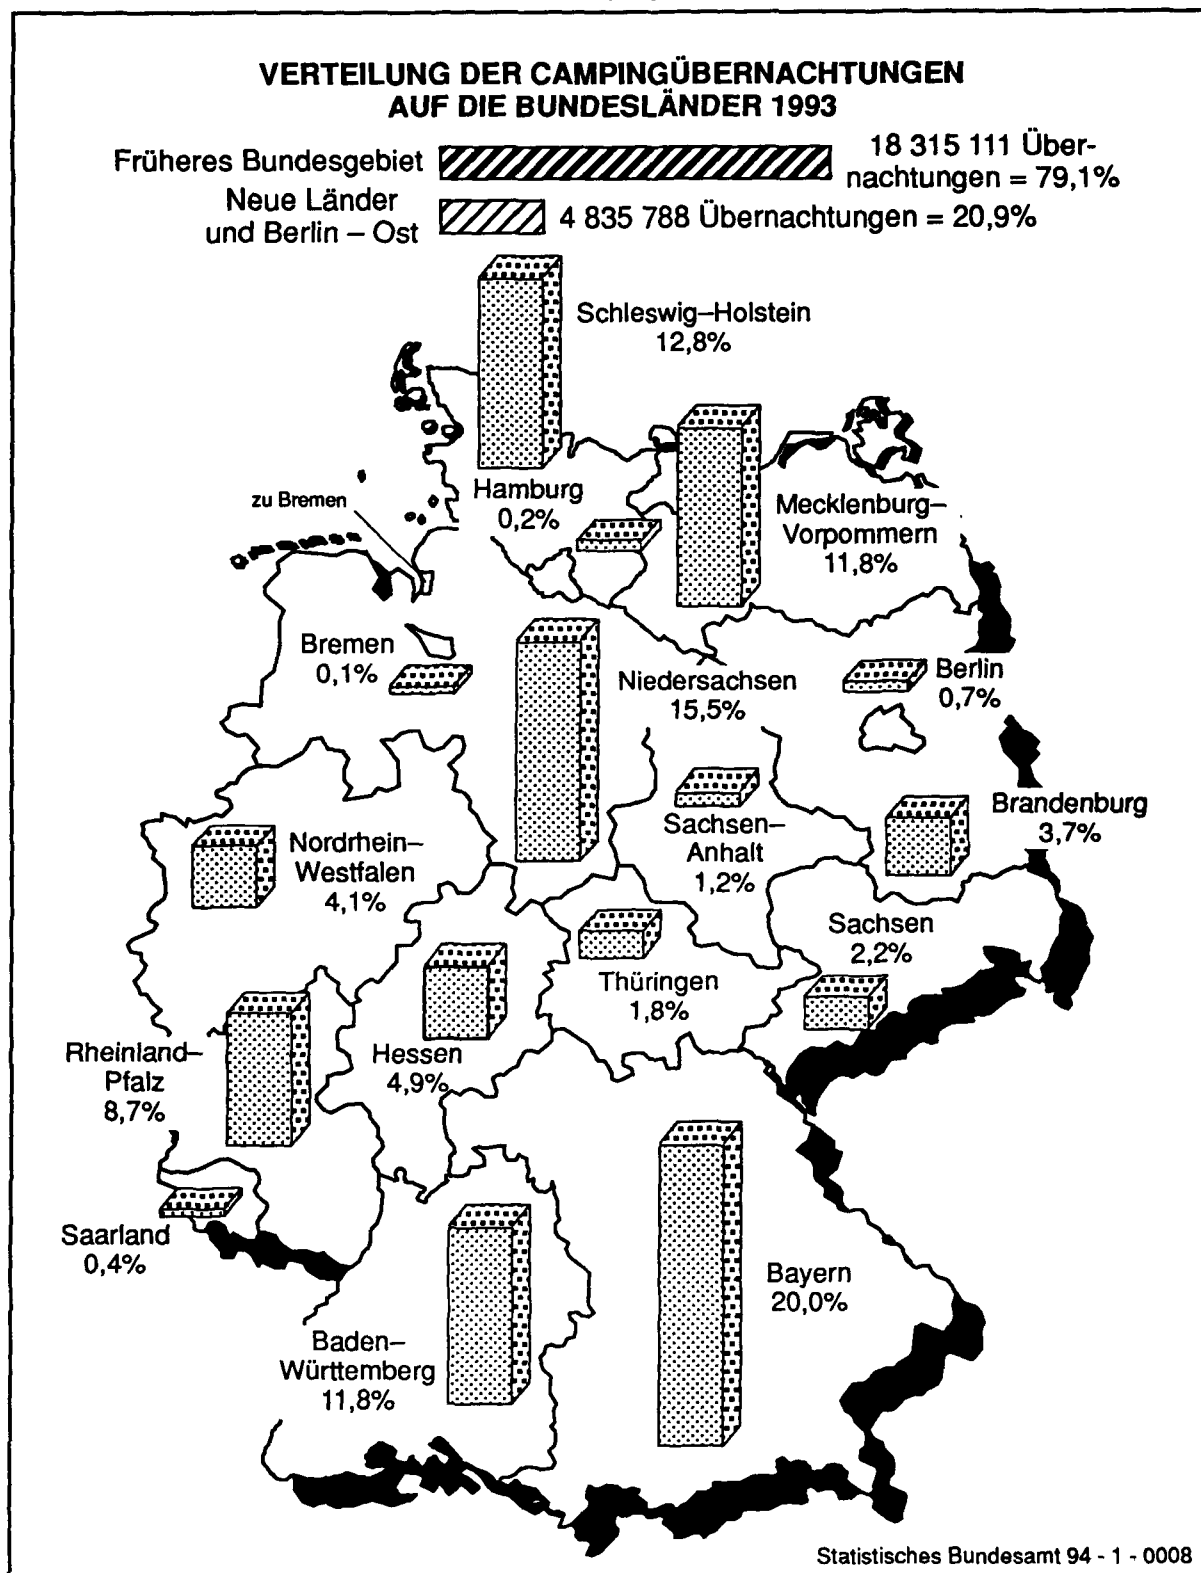 VERTEILUNG DER CAMPINGÜBERNACHTUNGEN
AUF DIE BUNDESLÄNDER 1993
Früheres Bundesgebiet
18 315 111 Über-
nachtungen = 79,1%
Neue Länder
und Berlin – Ost
4 835 788 Übernachtungen = 20,9%
Schleswig–Holstein
12,8%
Hamburg
0,2%
zu Bremen
Mecklenburg–
Vorpommern
11,8%
Bremen
0,1%
Niedersachsen
15,5%
Berlin
0,7%
Nordrhein–
Westfalen
4,1%
Sachsen–
Anhalt
1,2%
Brandenburg
3,7%
Sachsen
2,2%
Thüringen
1,8%
Rheinland–
Pfalz
8,7%
Hessen
4,9%
Saarland
0,4%
Bayern
20,0%
Baden–
Württemberg
11,8%
Statistisches Bundesamt 94 - 1 - 0008